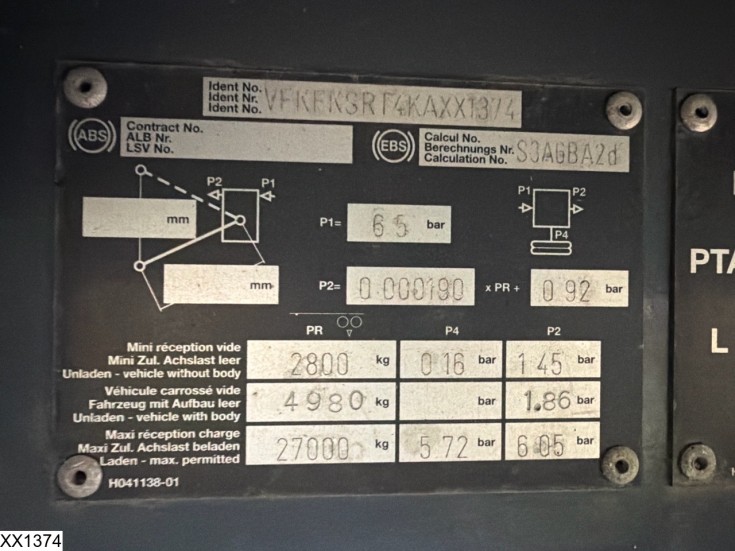 Ident No.
Ident Nr.
Ident No.
VFKFKSRT4KAXX1374
ABS
Contract No.
ALB Nr.
LSV No.
EBS
Calcul No.
Berechnungs Nr.
Calculation No.
S3AGBA2d
P2 P1
mm
mm
P1= 6 5 bar
P1 P2
P4
P2= 0.000190 x PR + 0 92 bar
PR P4 P2
Mini réception vide
Mini Zul. Achslast leer
Unladen - vehicle without body
2800 kg 0 16 bar 1 45 bar
Véhicule carrossé vide
Fahrzeug mit Aufbau leer
Unladen - vehicle with body
4980 kg bar 1.86 bar
Maxi réception charge
Maxi Zul. Achslast beladen
Laden - max. permitted
27000 kg 5 72 bar 6 05 bar
H041138-01
PTA
L
XX1374